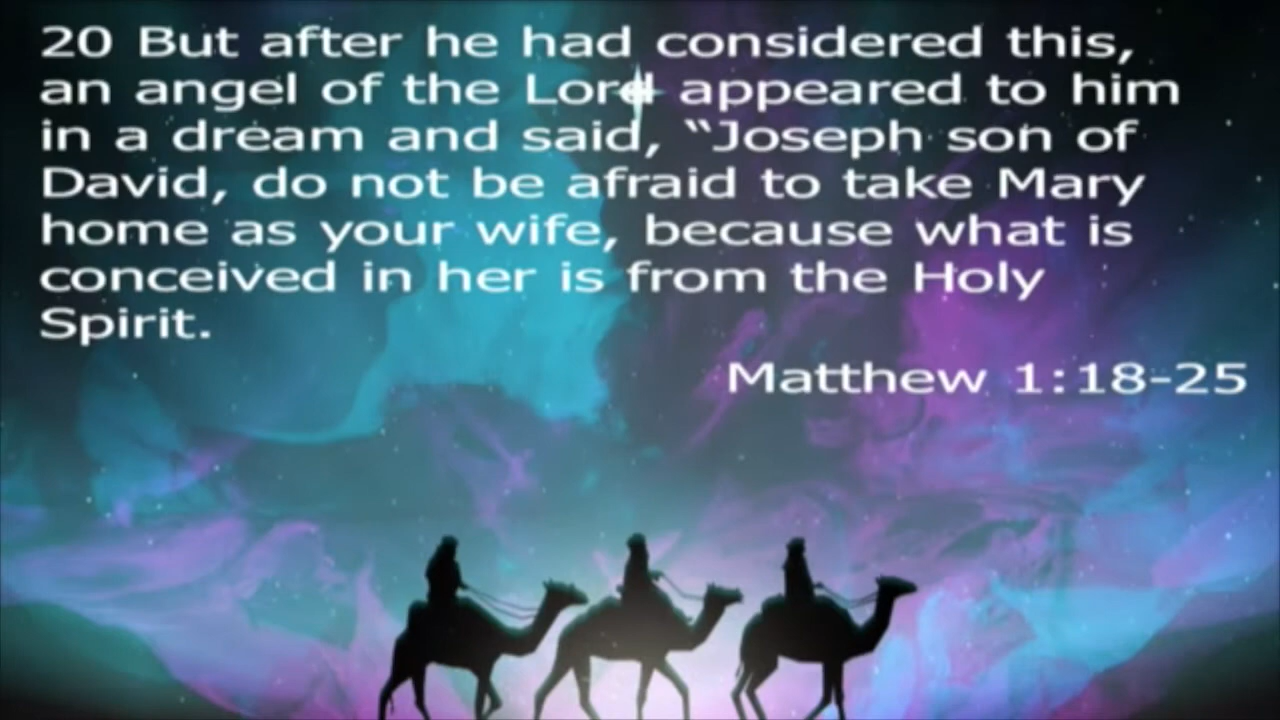 20 But after he had considered this,
an angel of the Lord appeared to him
in a dream and said, “Joseph son of
David, do not be afraid to take Mary
home as your wife, because what is
conceived in her is from the Holy
Spirit.
Matthew 1:18-25